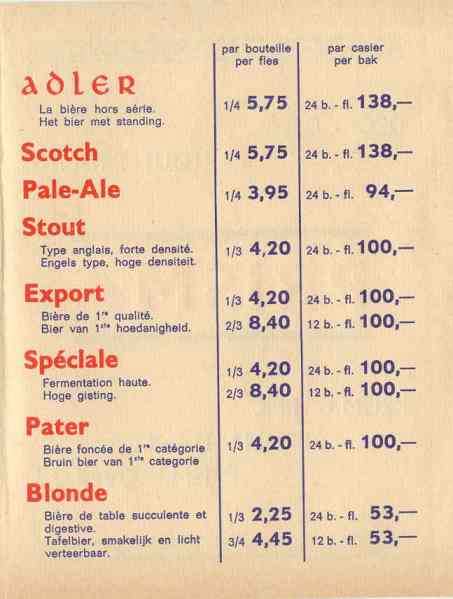 par bouteille
per fles
par casier
per bak
ADLER
La bière hors série.
Het bier met standing.
1/4 5,75 24 b. - fl. 138,—
Scotch 1/4 5,75 24 b. - fl. 138,—
Pale-Ale 1/4 3,95 24 b. - fl. 94,—
Stout
Type anglais, forte densité.
Engels type, hoge densiteit.
1/3 4,20 24 b. - fl. 100,—
Export
Bière de 1re qualité.
Bier van 1ste hoedanigheid.
1/3 4,20 24 b. - fl. 100,—
2/3 8,40 12 b. - fl. 100,—
Spéciale
Fermentation haute.
Hoge gisting.
1/3 4,20 24 b. - fl. 100,—
2/3 8,40 12 b. - fl. 100,—
Pater
Bière foncée de 1re catégorie
Bruin bier van 1ste categorie
1/3 4,20 24 b. - fl. 100,—
Blonde
Bière de table succulente et
digestive.
Tafelbier, smakelijk en licht
verteerbaar.
1/3 2,25 24 b. - fl. 53,—
3/4 4,45 12 b. - fl. 53,—